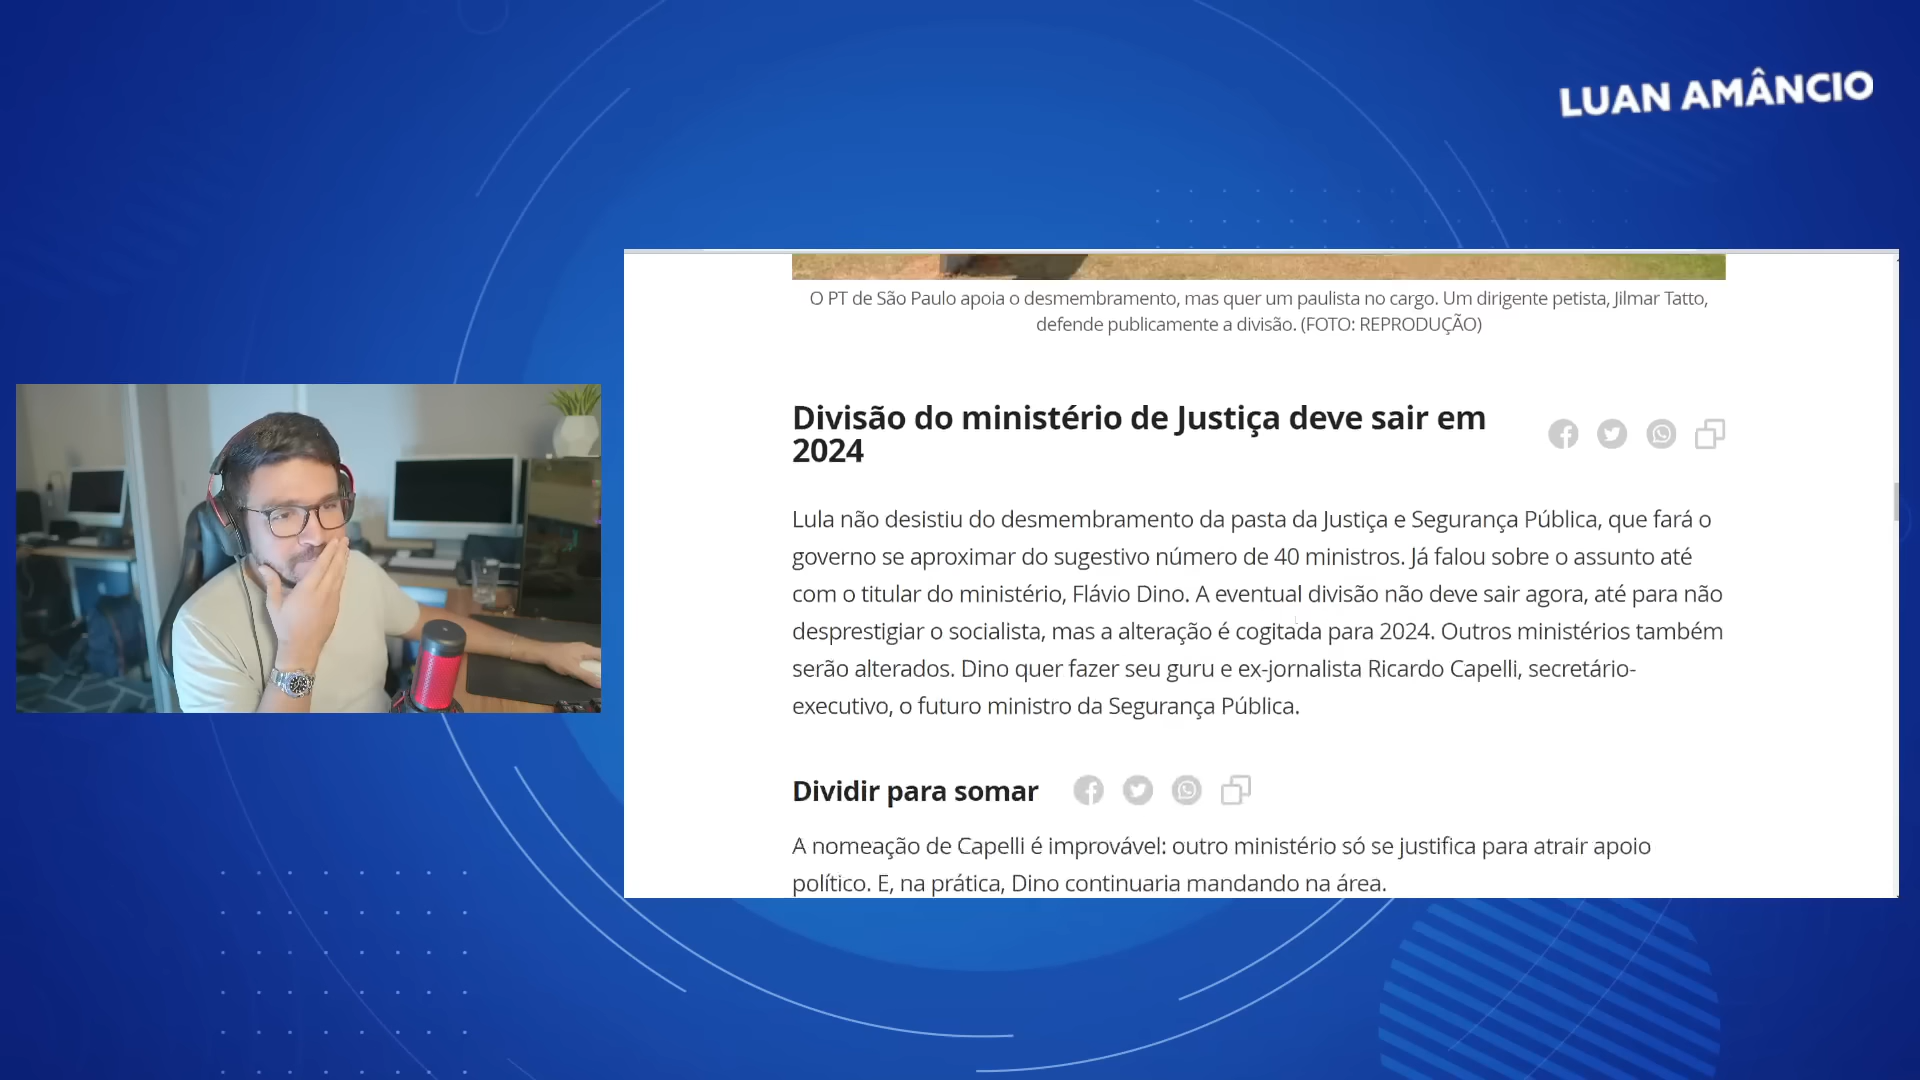 LUAN AMÂNCIO
O PT de São Paulo apoia o desmembramento, mas quer um paulista no cargo. Um dirigente petista, Jilmar Tatto,
defende publicamente a divisão. (FOTO: REPRODUÇÃO)
Divisão do ministério de Justiça deve sair em
2024
Lula não desistiu do desmembramento da pasta da Justiça e Segurança Pública, que fará o
governo se aproximar do sugestivo número de 40 ministros. Já falou sobre o assunto até
com o titular do ministério, Flávio Dino. A eventual divisão não deve sair agora, até para não
desprestigiar o socialista, mas a alteração é cogitada para 2024. Outros ministérios também
serão alterados. Dino quer fazer seu guru e ex-jornalista Ricardo Capelli, secretário-
executivo, o futuro ministro da Segurança Pública.
Dividir para somar
A nomeação de Capelli é improvável: outro ministério só se justifica para atrair apoio
político. E, na prática, Dino continuaria mandando na área.